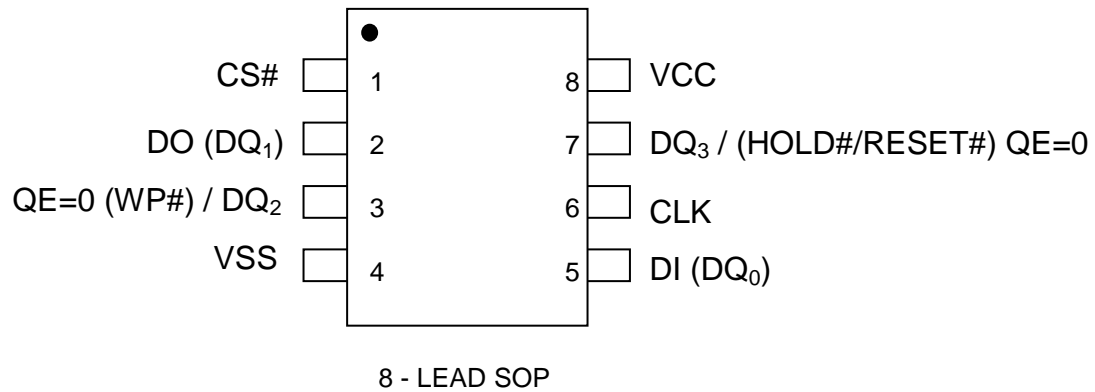 CS# 1 8 VCC
DO (DQ₁) 2 7 DQ₃ / (HOLD#/RESET#) QE=0
QE=0 (WP#) / DQ₂ 3 6 CLK
VSS 4 5 DI (DQ₀)
8 - LEAD SOP